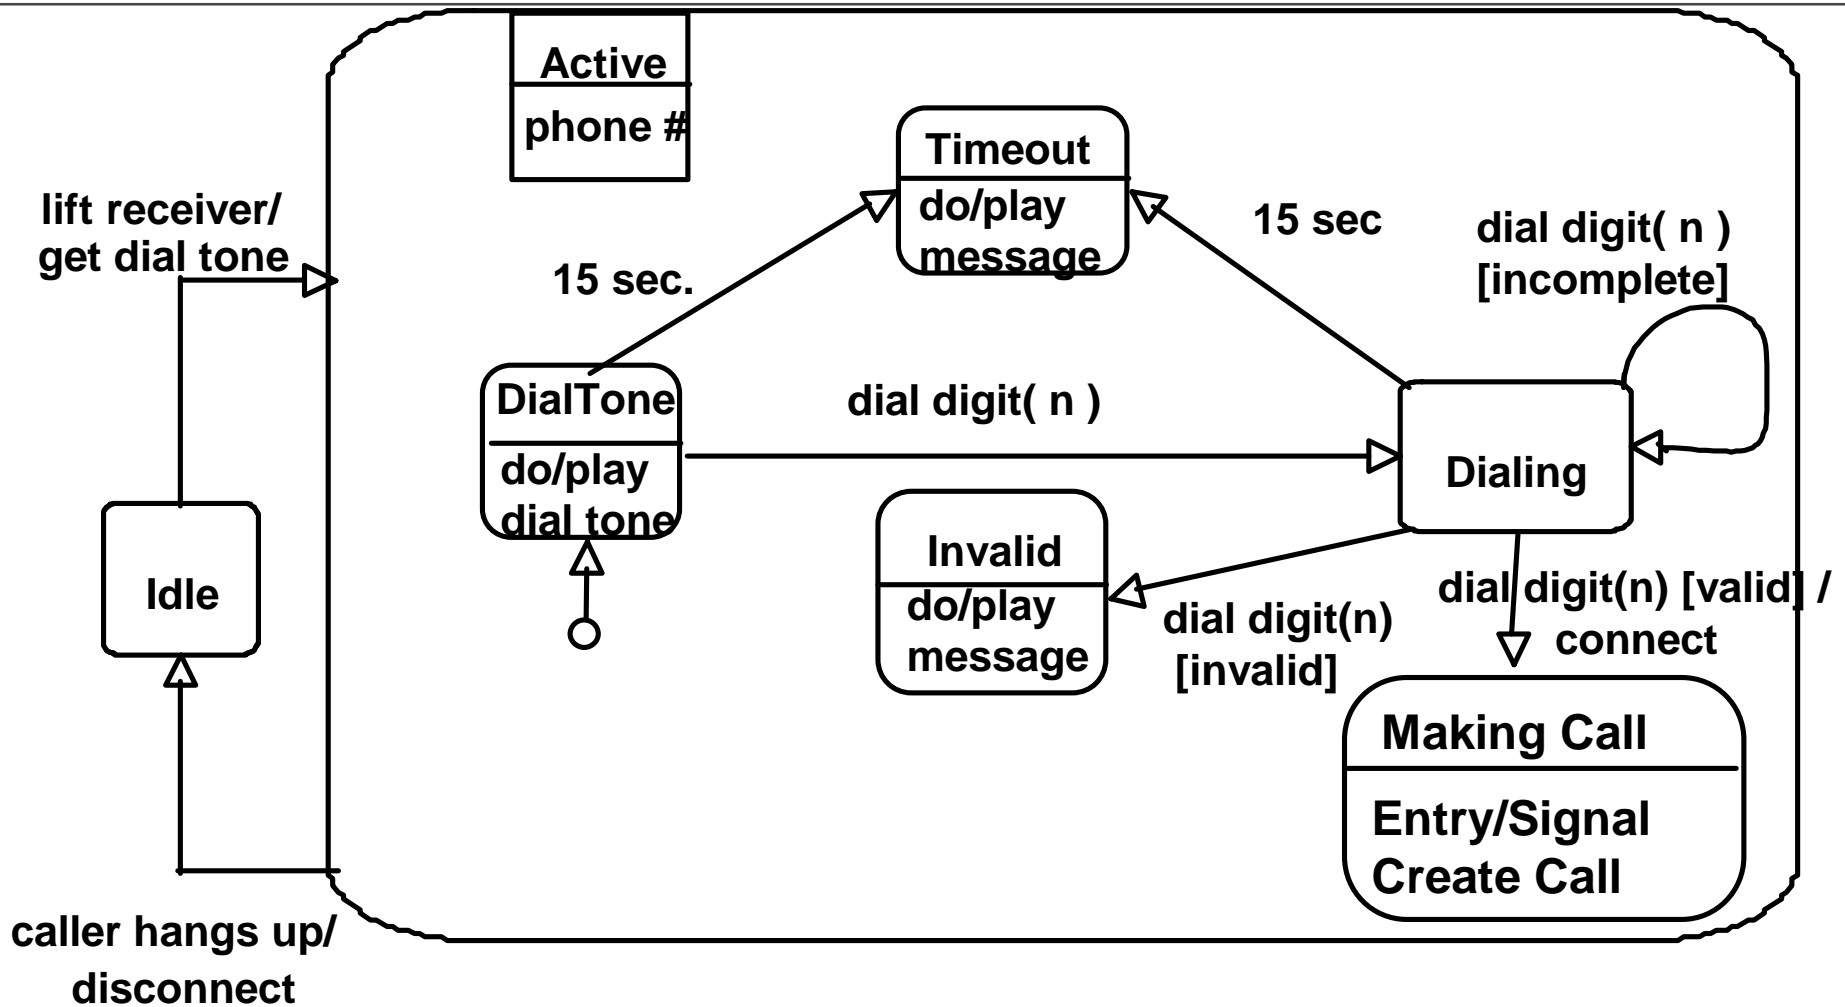 Active
phone #
Timeout
do/play
message
lift receiver/
get dial tone
15 sec.
15 sec
dial digit( n )
[incomplete]
DialTone
do/play
dial tone
dial digit( n )
Dialing
Idle
Invalid
do/play
message
dial digit(n)
[invalid]
dial digit(n) [valid] /
connect
Making Call
Entry/Signal
Create Call
caller hangs up/
disconnect